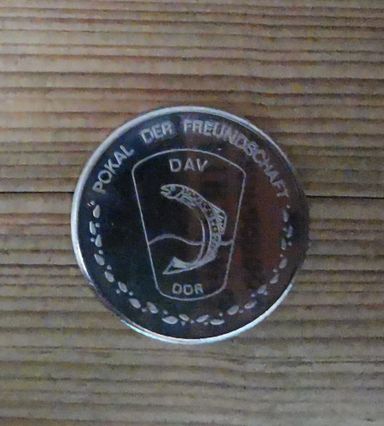 POKAL DER FREUNDSCHAFT
DAV
DDR